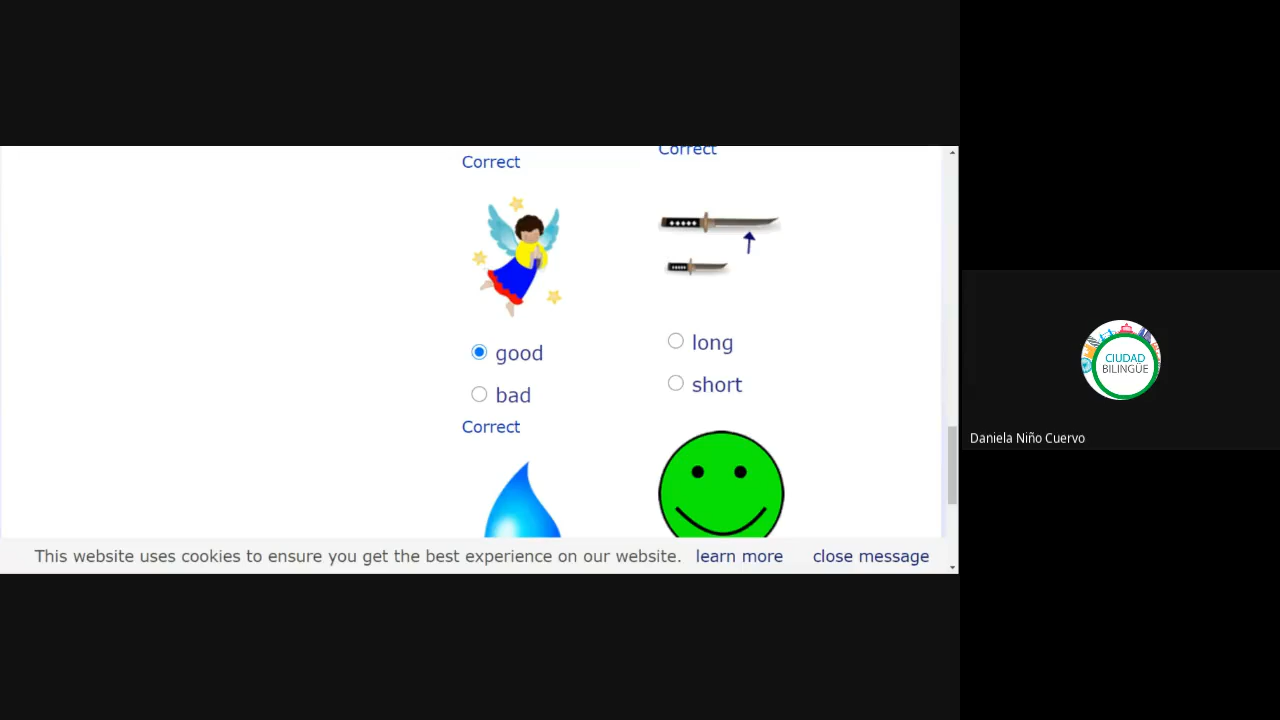 Correct
Correct
good
bad
Correct
long
short
This website uses cookies to ensure you get the best experience on our website. learn more close message
CIUDAD
BILINGÜE
Daniela Niño Cuervo